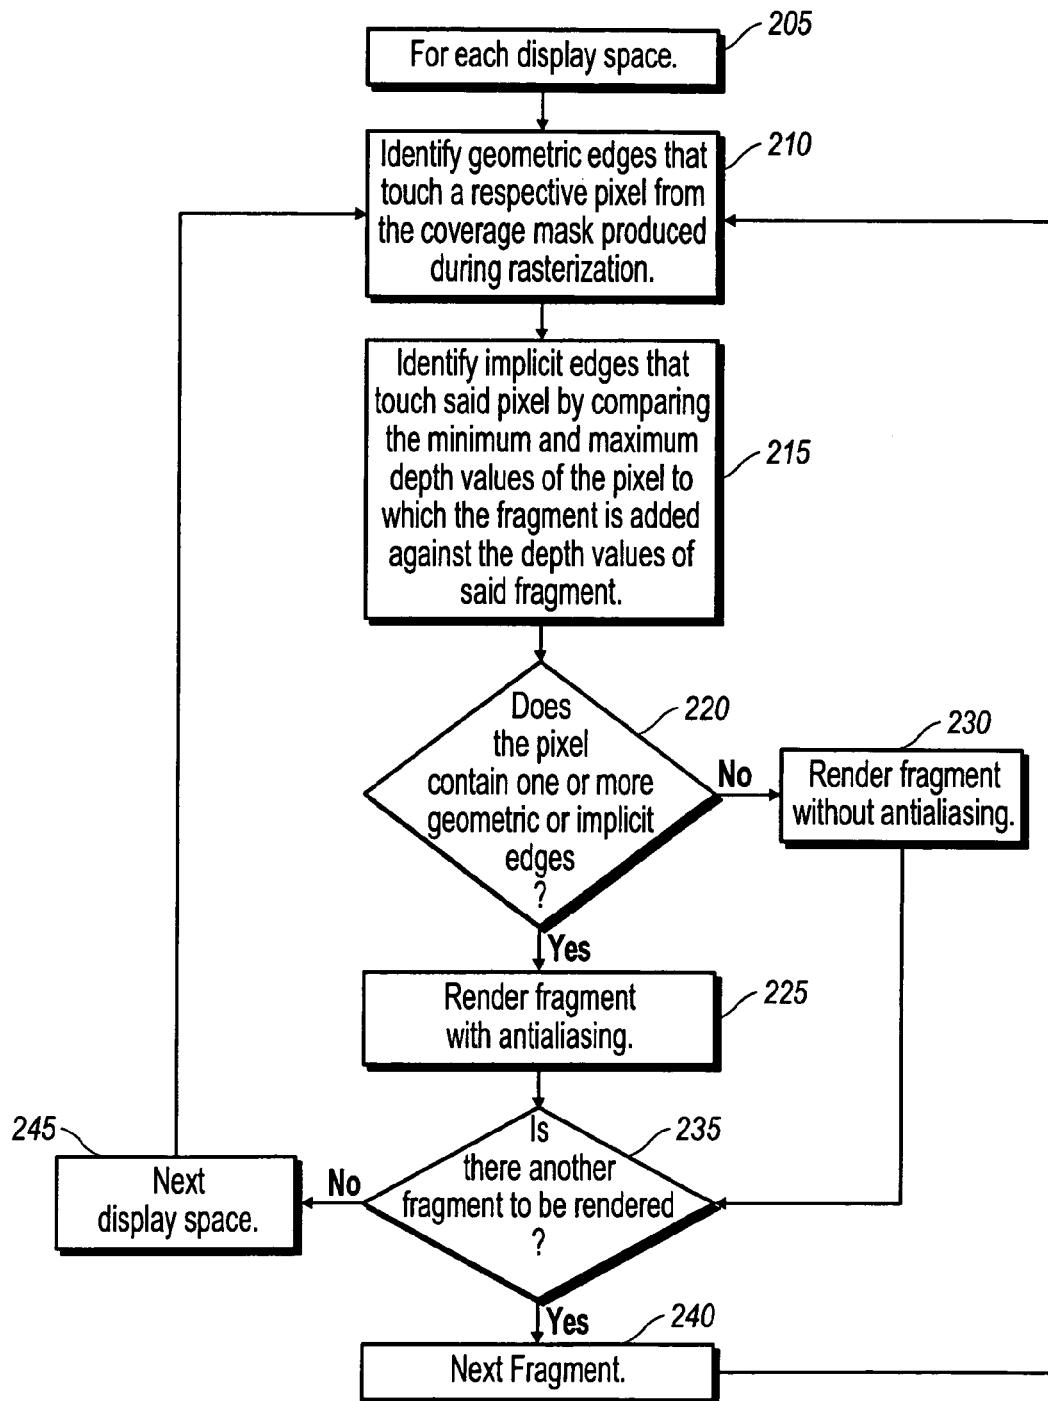 205
For each display space.
210
Identify geometric edges that
touch a respective pixel from
the coverage mask produced
during rasterization.
215
Identify implicit edges that
touch said pixel by comparing
the minimum and maximum
depth values of the pixel to
which the fragment is added
against the depth values of
said fragment.
220
Does
the pixel
contain one or more
geometric or implicit
edges
?
No
230
Render fragment
without antialiasing.
Yes
225
Render fragment
with antialiasing.
235
Is
there another
fragment to be rendered
?
No
245
Next
display space.
Yes
240
Next Fragment.